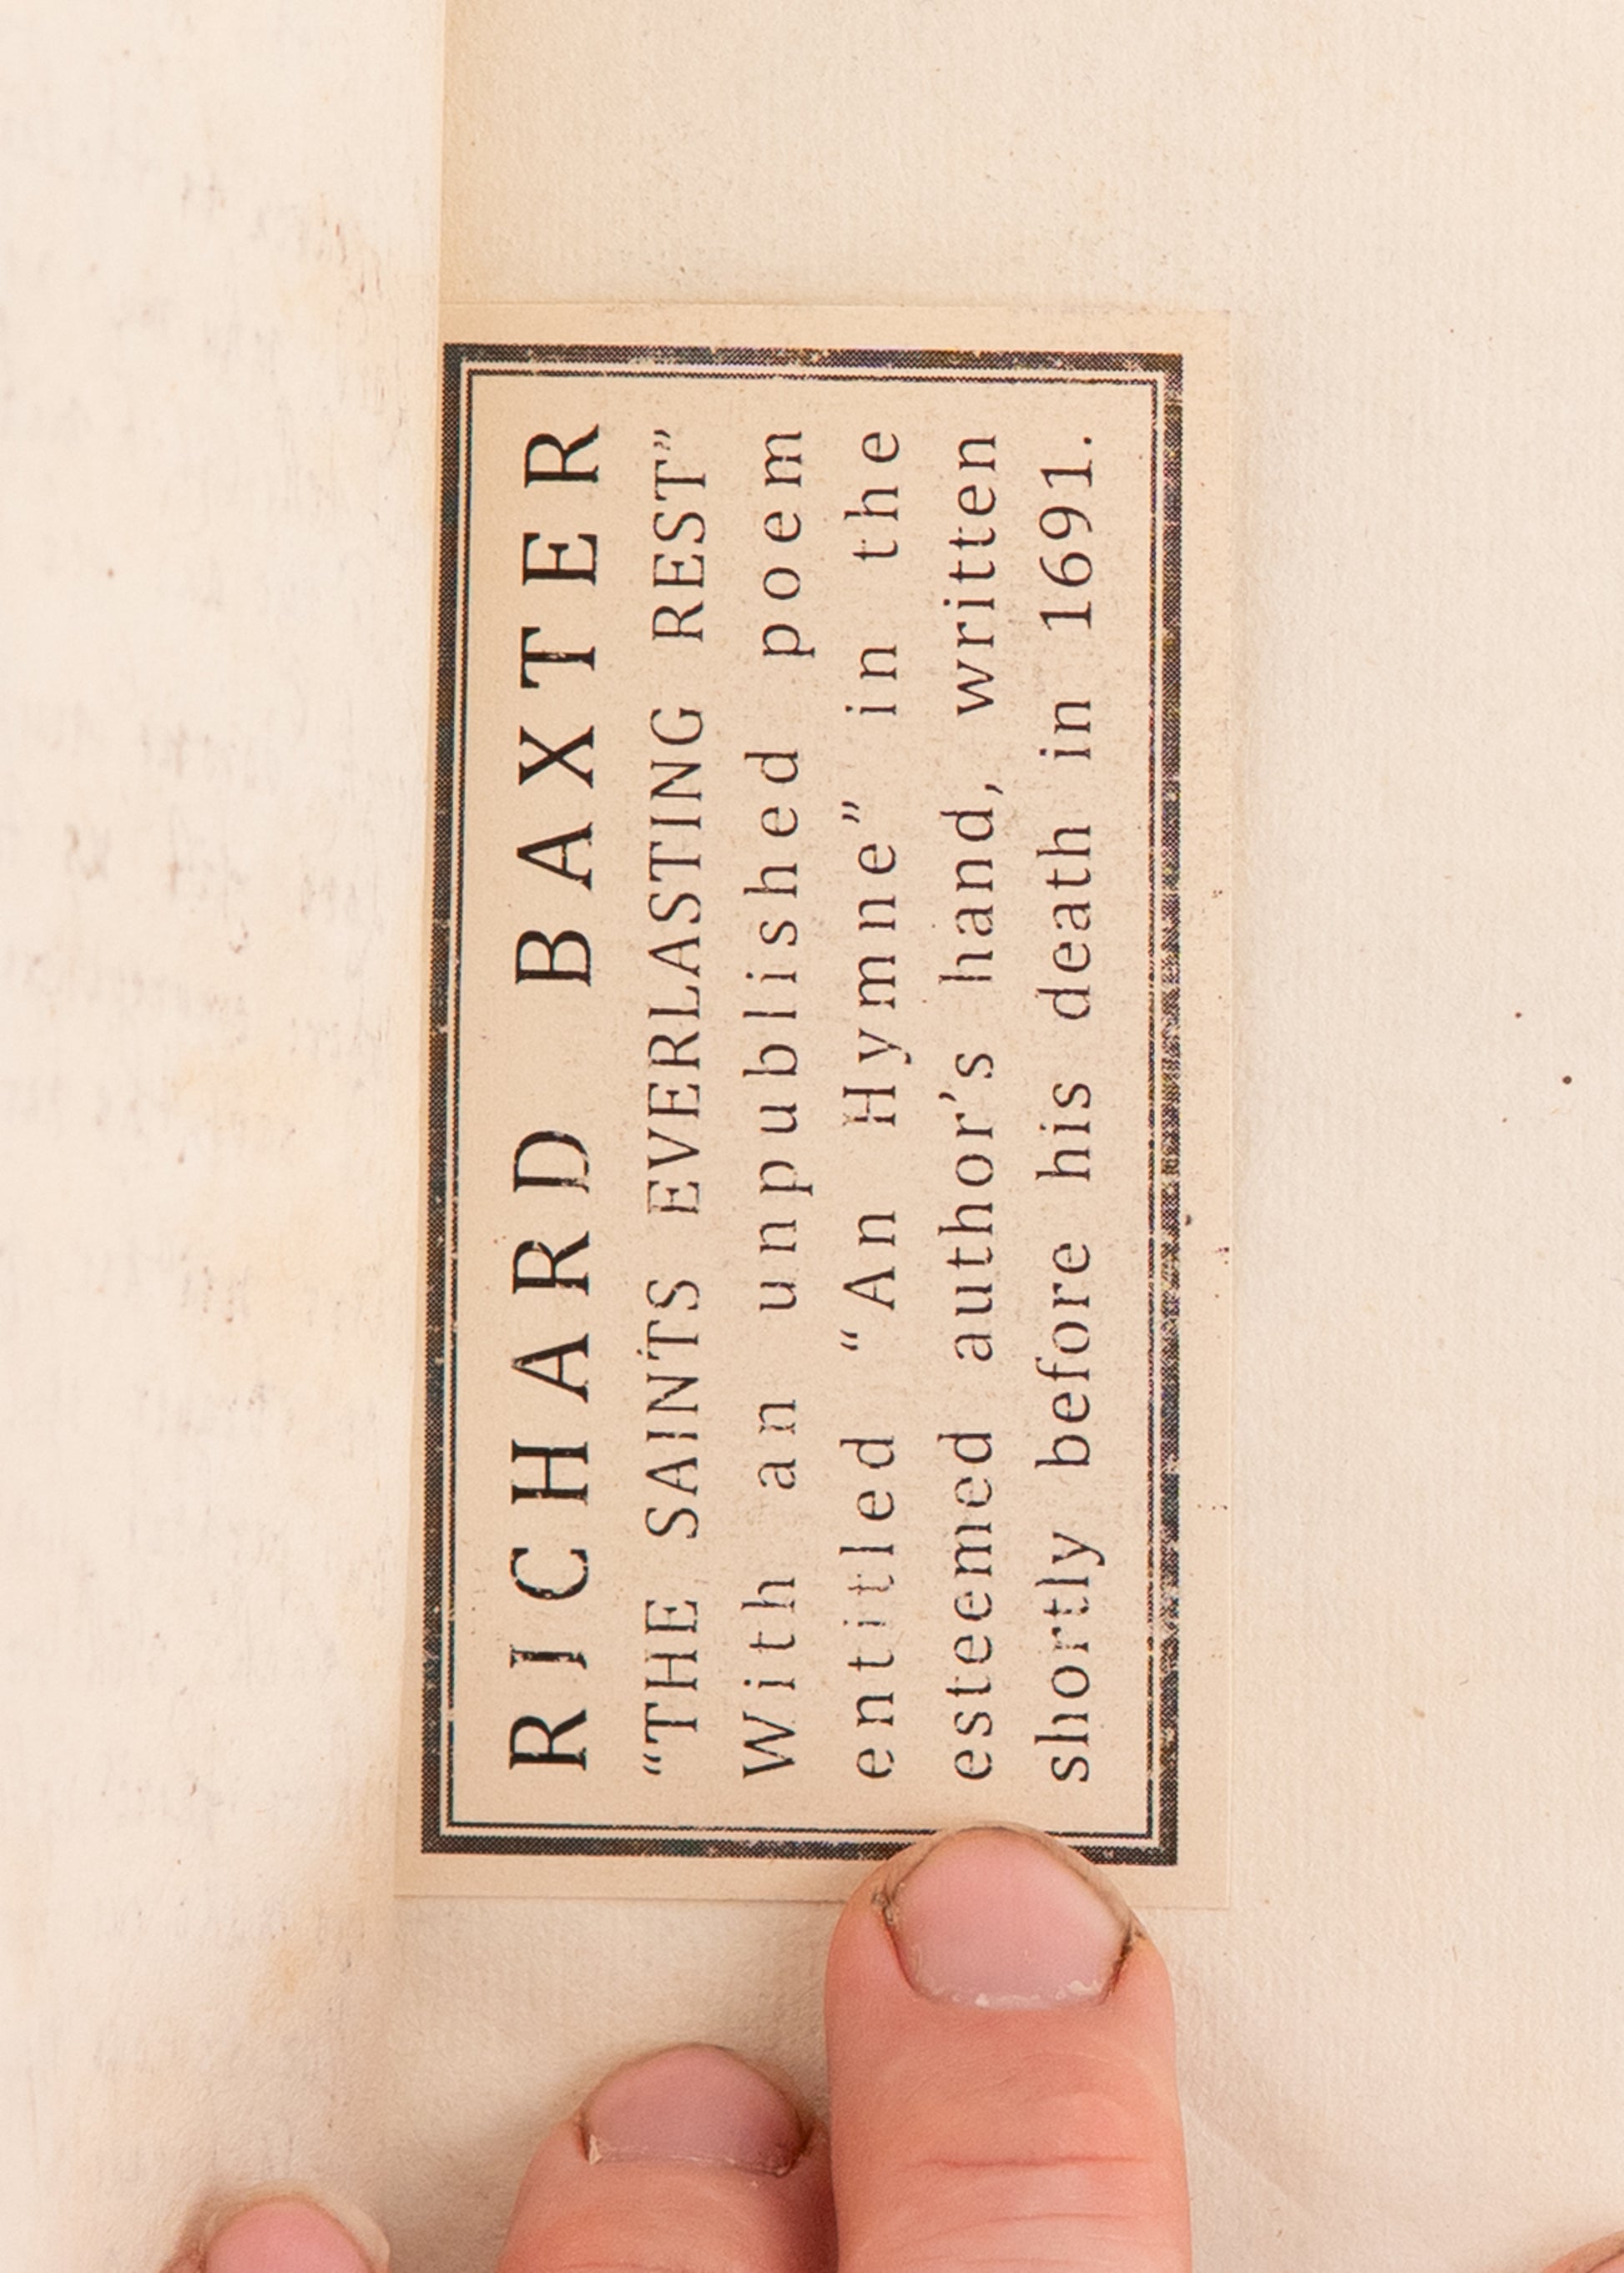 RICHARD BAXTER
“THE SAINTS EVERLASTING REST”
With an unpublished poem
entitled “An Hymne” in the
esteemed author’s hand, written
shortly before his death in 1691.